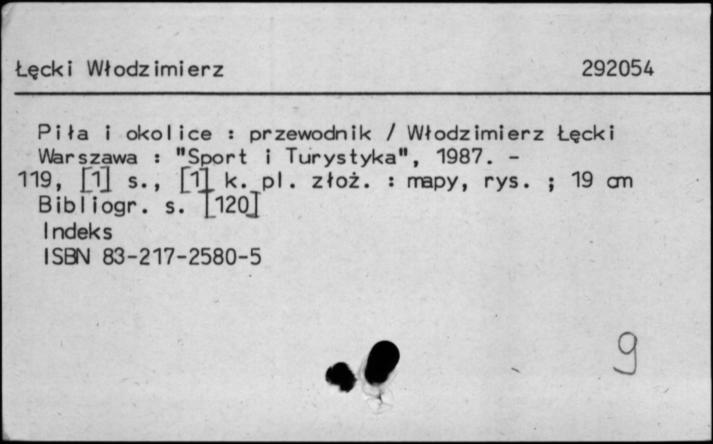 Łęcki Włodzimierz 292054
Piła i okolice : przewodnik / Włodzimierz Łęcki
Warszawa : "Sport i Turystyka", 1987. -
119, [1] s., [1] k. pl. złoż. : mapy, rys. ; 19 cm
Bibliogr. s. [120]
Indeks
ISBN 83-217-2580-5
9